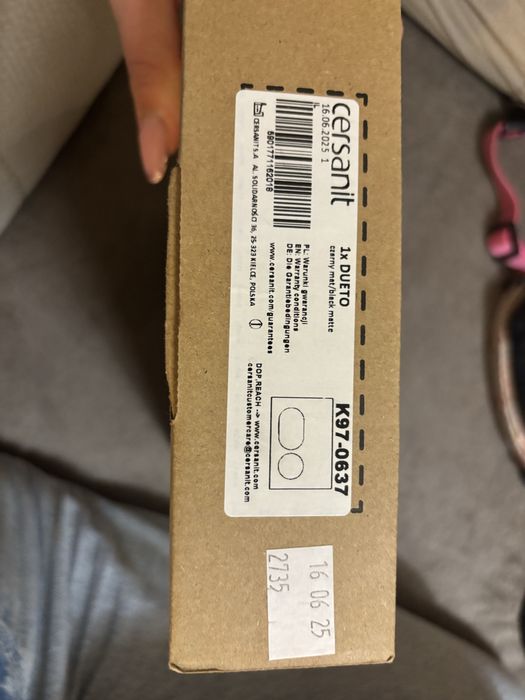 cersanit
16.06.2025 1
IL
5901771162018
CERSANIT S.A. AL. SOLIDARNOŚCI 36, 25-323 KIELCE, POLSKA
1x DUETO
czarny mat/black matte
PL: Warunki gwarancji
EN: Warranty conditions
DE: Die Garantiebedingungen
www.cersanit.com/guarantees
K97-0637
DOP,REACH -> www.cersanit.com
cersanitcustomercare@cersanit.com
16 06 25
2735